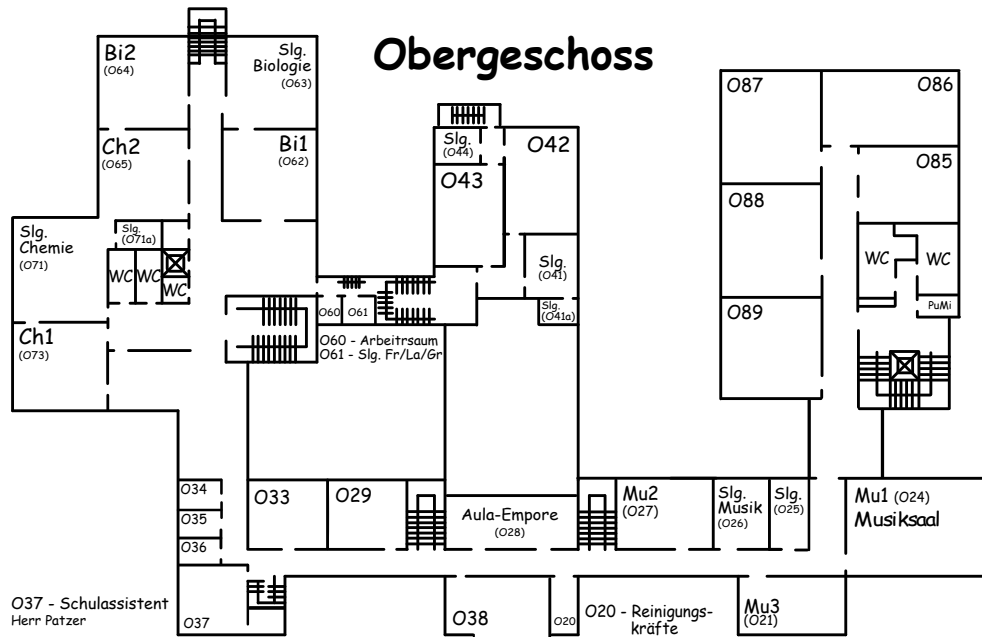 Obergeschoss
Bi2
(O64)
Slg.
Biologie
(O63)
Ch2
(O65)
Bi1
(O62)
Slg.
(O44)
O42
O43
O87
O86
O85
O88
Slg.
Chemie
(O71)
Slg.
(O71a)
WC
WC
WC
Slg.
(O41)
Slg.
(O41a)
WC
WC
PuMi
O89
Ch1
(O73)
O60
O61
O60 - Arbeitrsaum
O61 - Slg. Fr/La/Gr
O34
O35
O36
O33
O29
Aula-Empore
(O28)
Mu2
(O27)
Slg.
Musik
(O26)
Slg.
(O25)
Mu1 (O24)
Musiksaal
O37 - Schulassistent
Herr Patzer
O37
O38
O20
O20 - Reinigungs-
kräfte
Mu3
(O21)